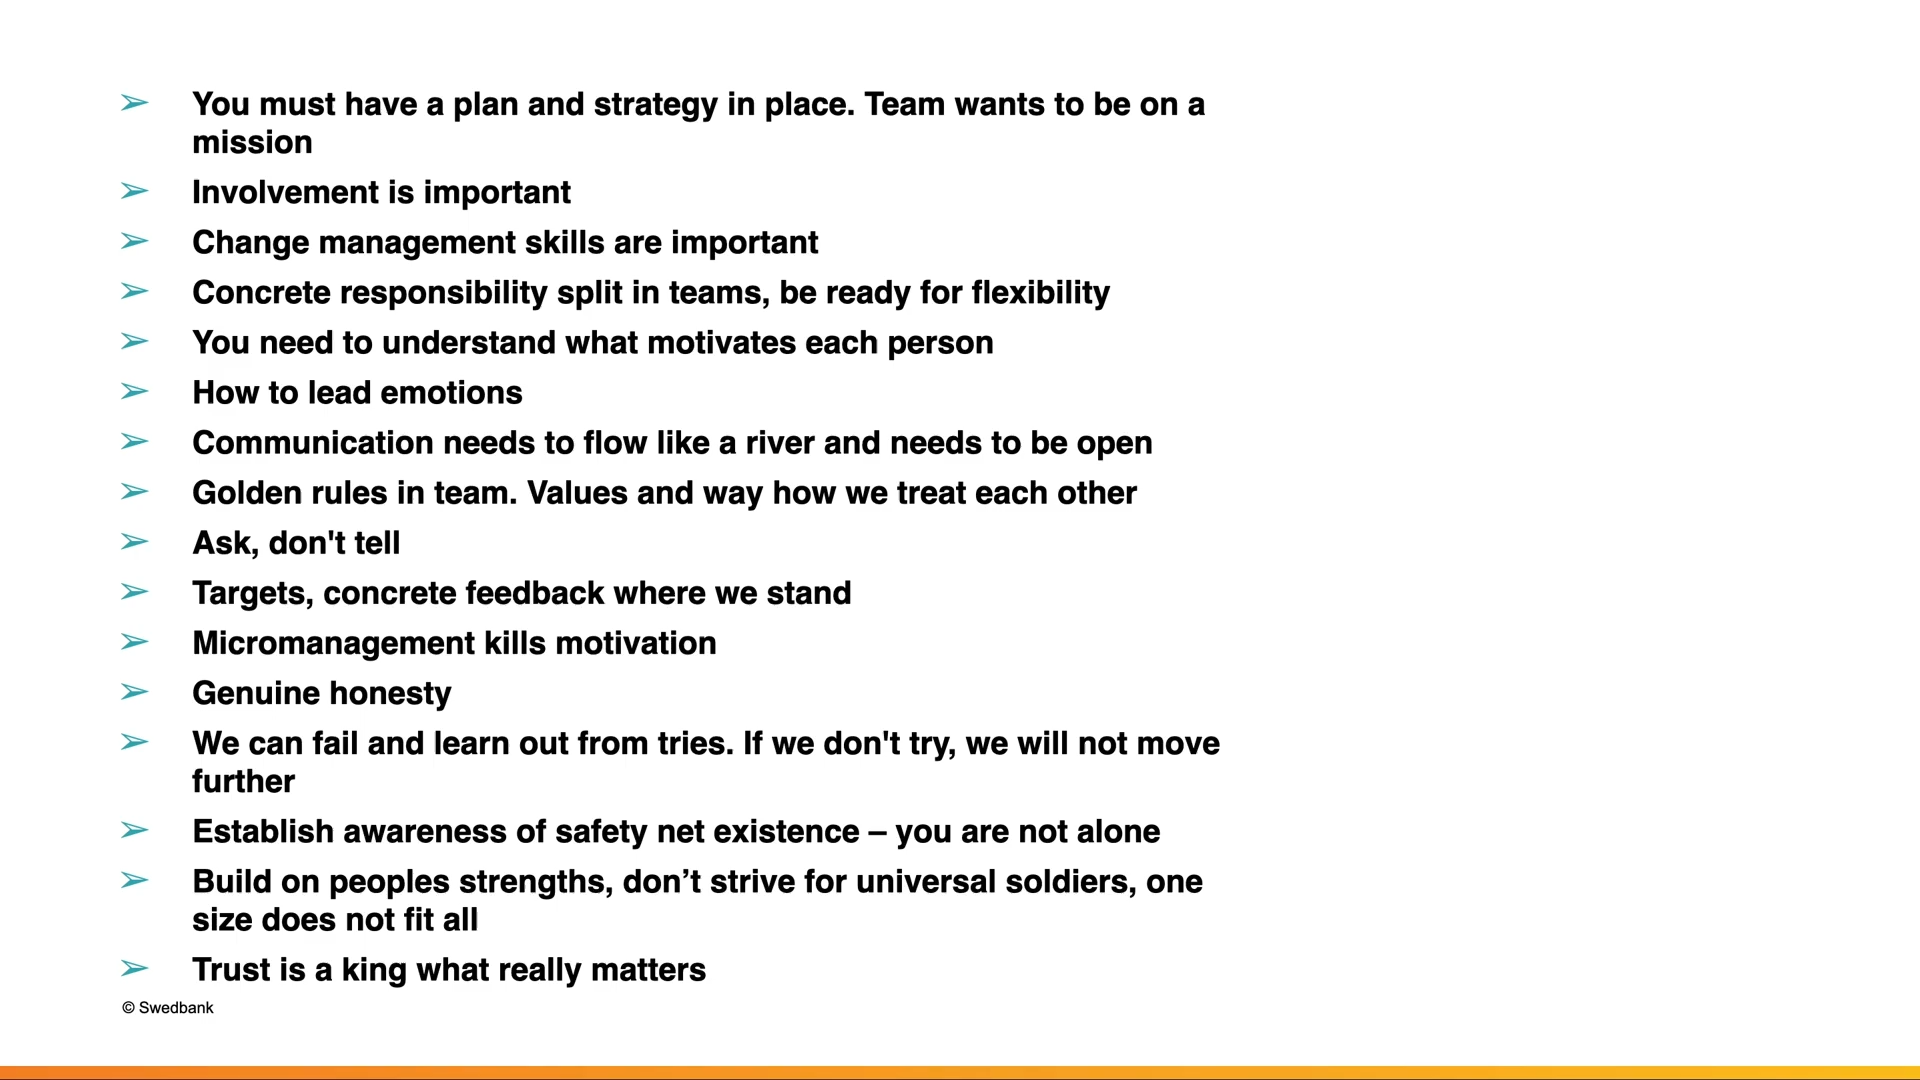 ➢ You must have a plan and strategy in place. Team wants to be on a
mission
➢ Involvement is important
➢ Change management skills are important
➢ Concrete responsibility split in teams, be ready for flexibility
➢ You need to understand what motivates each person
➢ How to lead emotions
➢ Communication needs to flow like a river and needs to be open
➢ Golden rules in team. Values and way how we treat each other
➢ Ask, don't tell
➢ Targets, concrete feedback where we stand
➢ Micromanagement kills motivation
➢ Genuine honesty
➢ We can fail and learn out from tries. If we don't try, we will not move
further
➢ Establish awareness of safety net existence – you are not alone
➢ Build on peoples strengths, don’t strive for universal soldiers, one
size does not fit all
➢ Trust is a king what really matters
© Swedbank